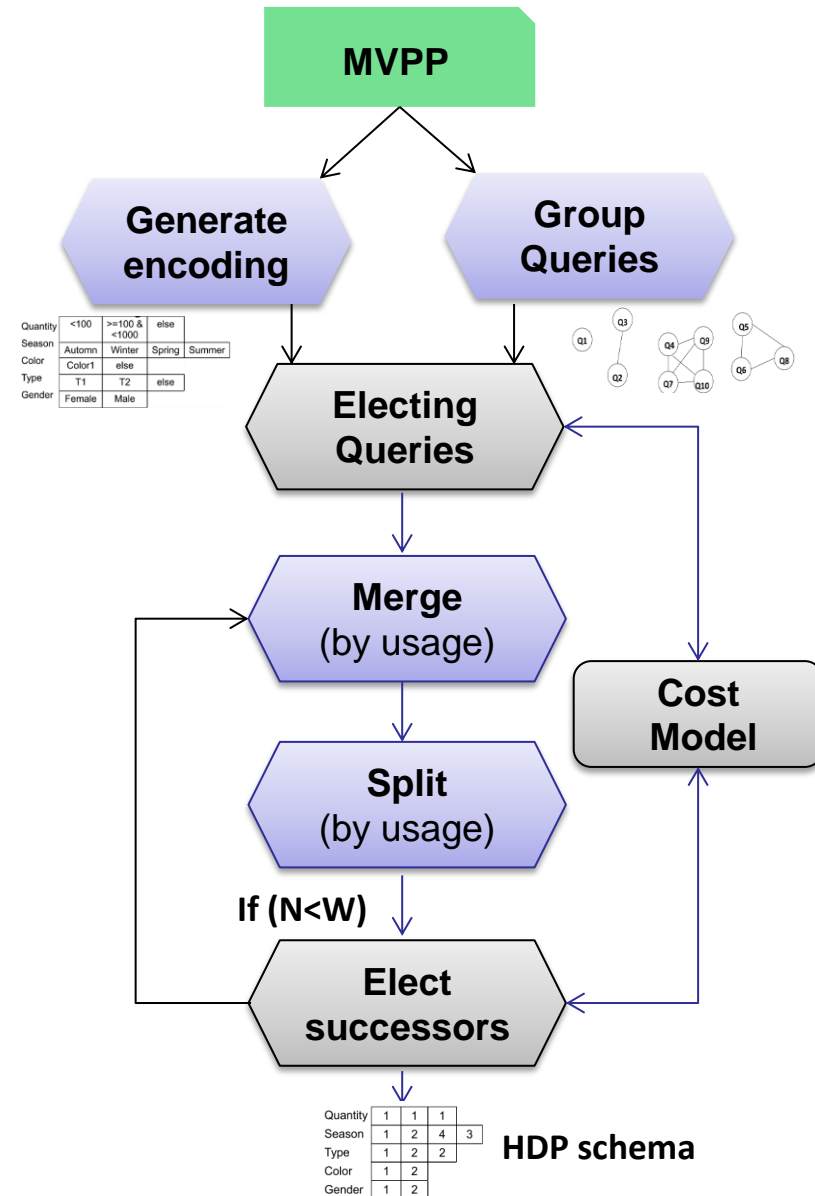 MVPP
Generate
encoding
Group
Queries
Quantity <100 >=100 & <1000 else
Season Automn Winter Spring Summer
Color Color1 else
Type T1 T2 else
Gender Female Male
Q1
Q3
Q2
Q4 Q9
Q7 Q10
Q5
Q6 Q8
Electing
Queries
Merge
(by usage)
Cost
Model
Split
(by usage)
If (N<W)
Elect
successors
Quantity 1 1 1
Season 1 2 4 3
Type 1 2 2
Color 1 2
Gender 1 2
HDP schema